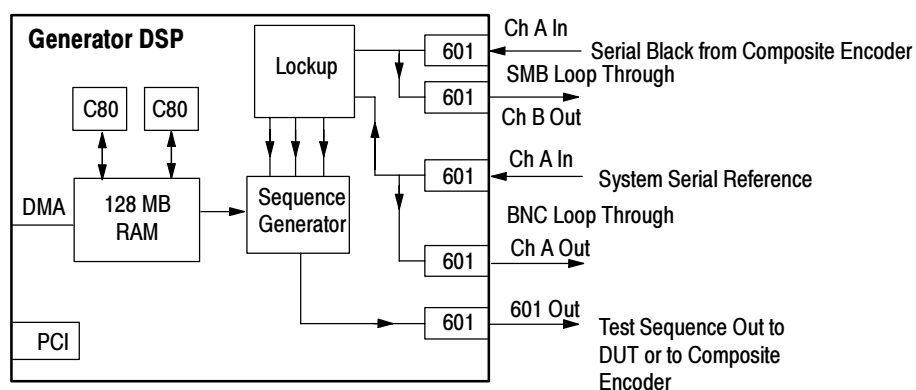 Generator DSP
Lockup
601
Ch A In
Serial Black from Composite Encoder
SMB Loop Through
601
Ch B Out
C80
C80
601
Ch A In
System Serial Reference
DMA
128 MB
RAM
Sequence
Generator
BNC Loop Through
601
Ch A Out
601
601 Out
Test Sequence Out to
DUT or to Composite
Encoder
PCI